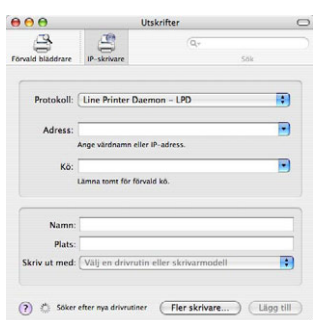 Utskrifter
Förvald bläddrare IP-skrivare Sök
Protokoll: Line Printer Daemon – LPD
Adress:
Ange värdnamn eller IP-adress.
Kö:
Lämna tomt för förvald kö.
Namn:
Plats:
Skriv ut med: Välj en drivrutin eller skrivarmodell
? Söker efter nya drivrutiner Fler skrivare... Lägg till